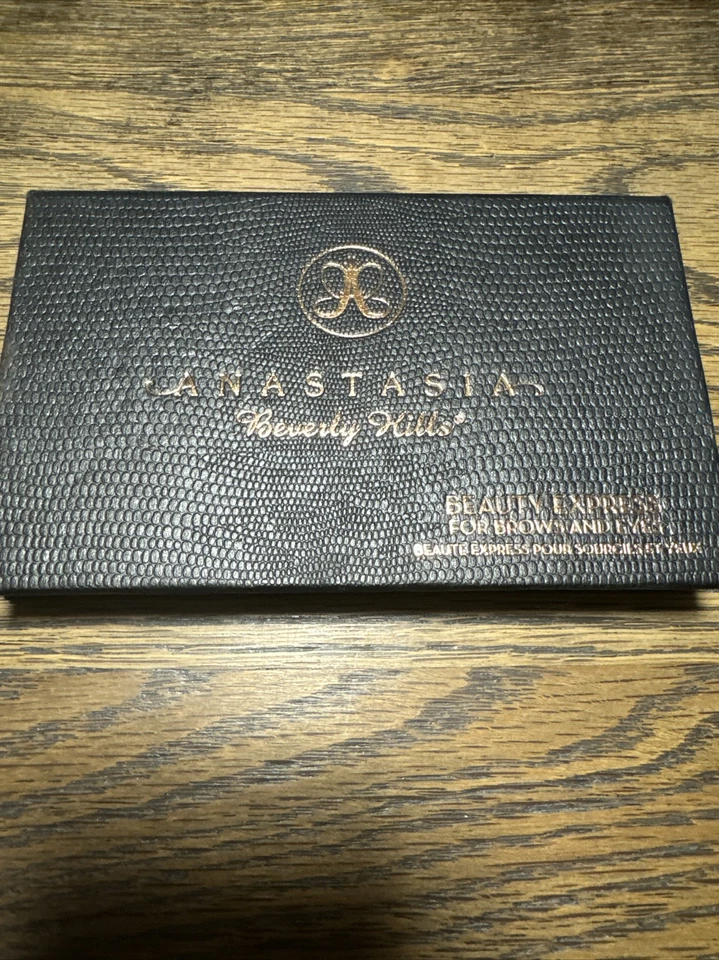 ANASTASIA
Beverly Hills®
BEAUTY EXPRESS
FOR BROWS AND EYES
BEAUTE EXPRESS POUR SOURCILS ET YEUX